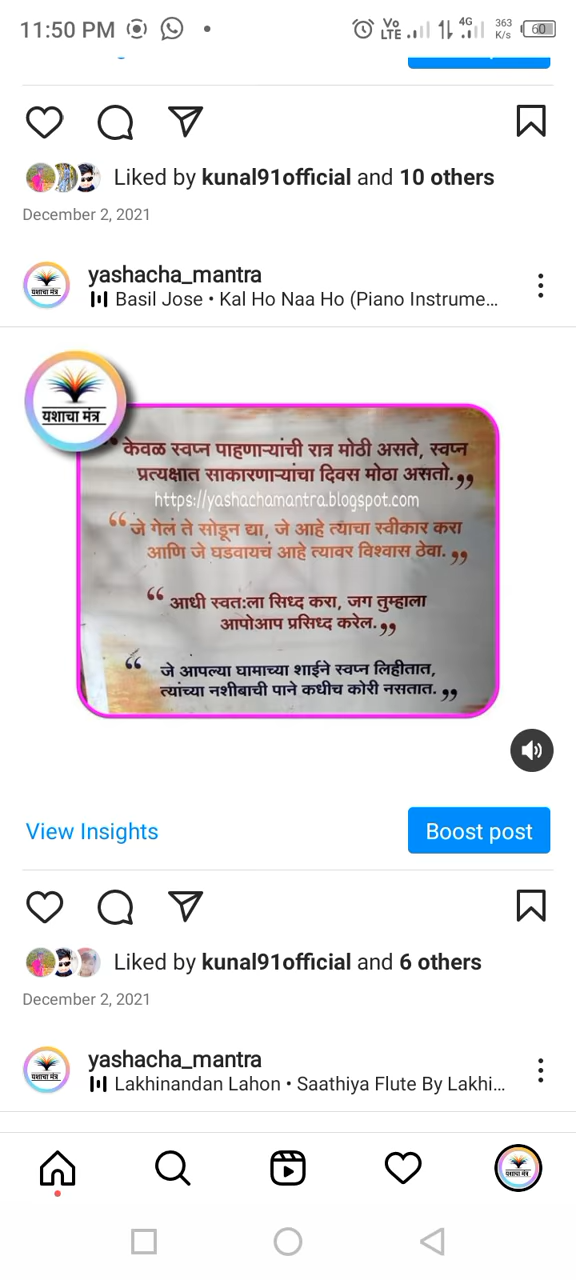 11:50 PM
Vo LTE 4G 363 K/s 60
Liked by kunal91official and 10 others
December 2, 2021
यशाचा मंत्र
yashacha_mantra
Basil Jose • Kal Ho Naa Ho (Piano Instrume...
यशाचा मंत्र
केवळ स्वप्न पाहणाऱ्यांची रात्र मोठी असते, स्वप्न
प्रत्यक्षात साकारणाऱ्यांचा दिवस मोठा असतो.,,
https://yashachamantra.blogspot.com
“ जे गेलं ते सोडून द्या, जे आहे त्याचा स्वीकार करा
आणि जे घडवायचं आहे त्यावर विश्वास ठेवा. ,,
“ आधी स्वत:ला सिध्द करा, जग तुम्हाला
आपोआप प्रसिध्द करेल.,,
“ जे आपल्या घामाच्या शाईने स्वप्न लिहीतात,
त्यांच्या नशीबाची पाने कधीच कोरी नसतात. ,,
View Insights
Boost post
Liked by kunal91official and 6 others
December 2, 2021
यशाचा मंत्र
yashacha_mantra
Lakhinandan Lahon • Saathiya Flute By Lakhi...
यशाचा मंत्र